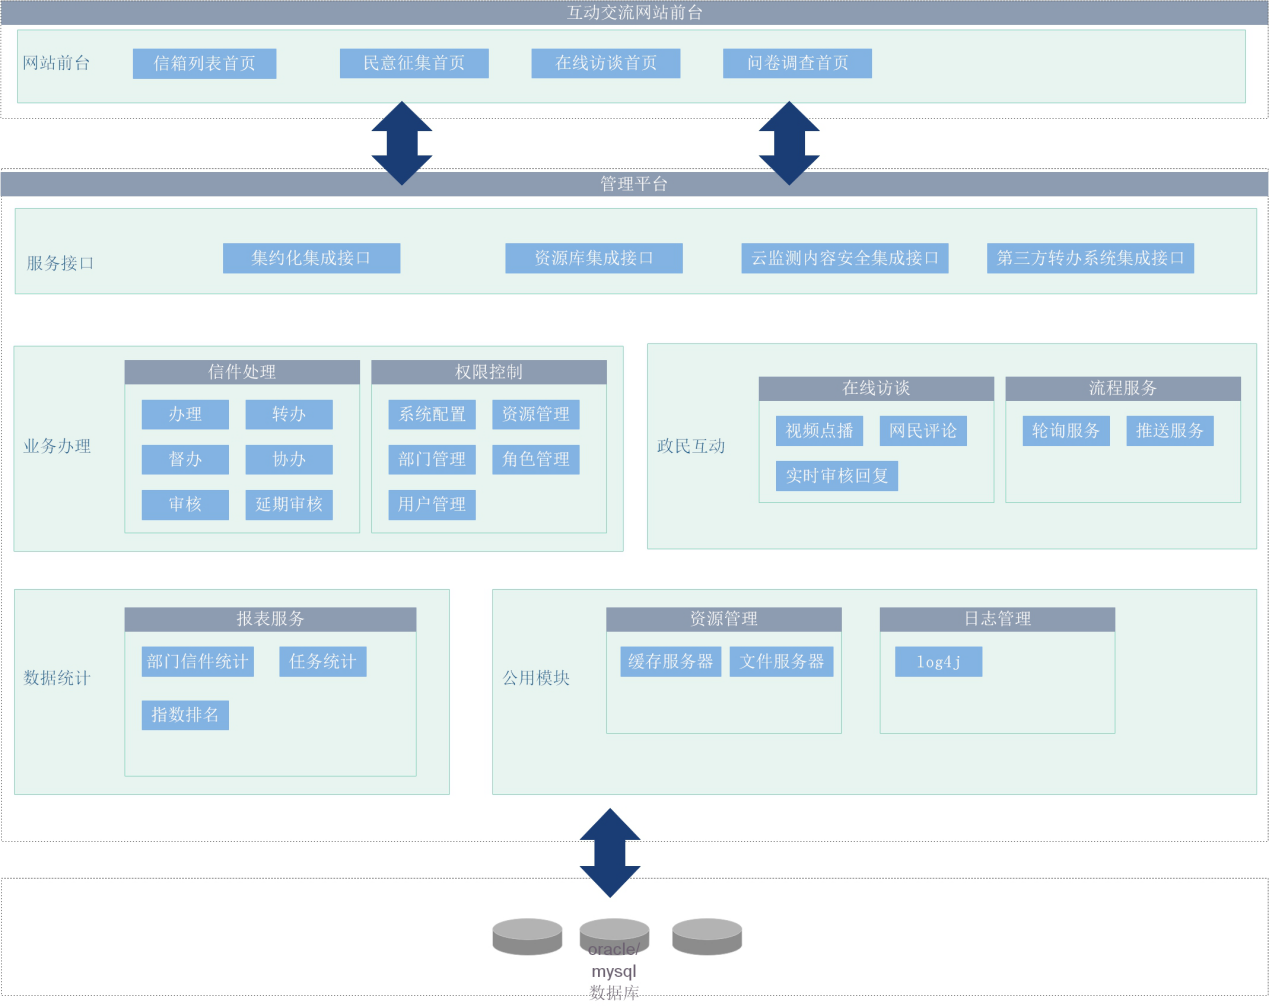 互动交流网站前台
网站前台
信箱列表首页
民意征集首页
在线访谈首页
问卷调查首页
管理平台
服务接口
集约化集成接口
资源库集成接口
云监测内容安全集成接口
第三方转办系统集成接口
业务办理
信件处理
办理
转办
督办
协办
审核
延期审核
权限控制
系统配置
资源管理
部门管理
角色管理
用户管理
政民互动
在线访谈
视频点播
网民评论
实时审核回复
流程服务
轮询服务
推送服务
数据统计
报表服务
部门信件统计
任务统计
指数排名
公用模块
资源管理
缓存服务器
文件服务器
日志管理
log4j
oracle/
mysql
数据库